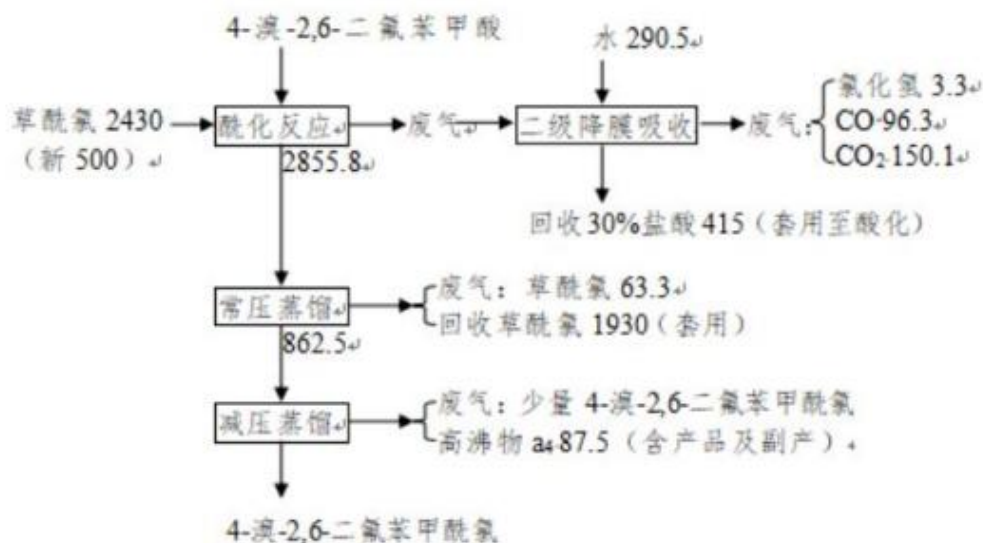 4-溴-2,6-二氟苯甲酸
水 290.5
草酰氯 2430
（新 500）
酰化反应
废气
二级降膜吸收
废气：
氯化氢 3.3
CO 96.3
CO₂ 150.1
2855.8
回收 30%盐酸 415（套用至酸化）
常压蒸馏
废气：草酰氯 63.3
回收草酰氯 1930（套用）
862.5
减压蒸馏
废气：少量 4-溴-2,6-二氟苯甲酰氯
高沸物 a₄ 87.5（含产品及副产）
4-溴-2,6-二氟苯甲酰氯